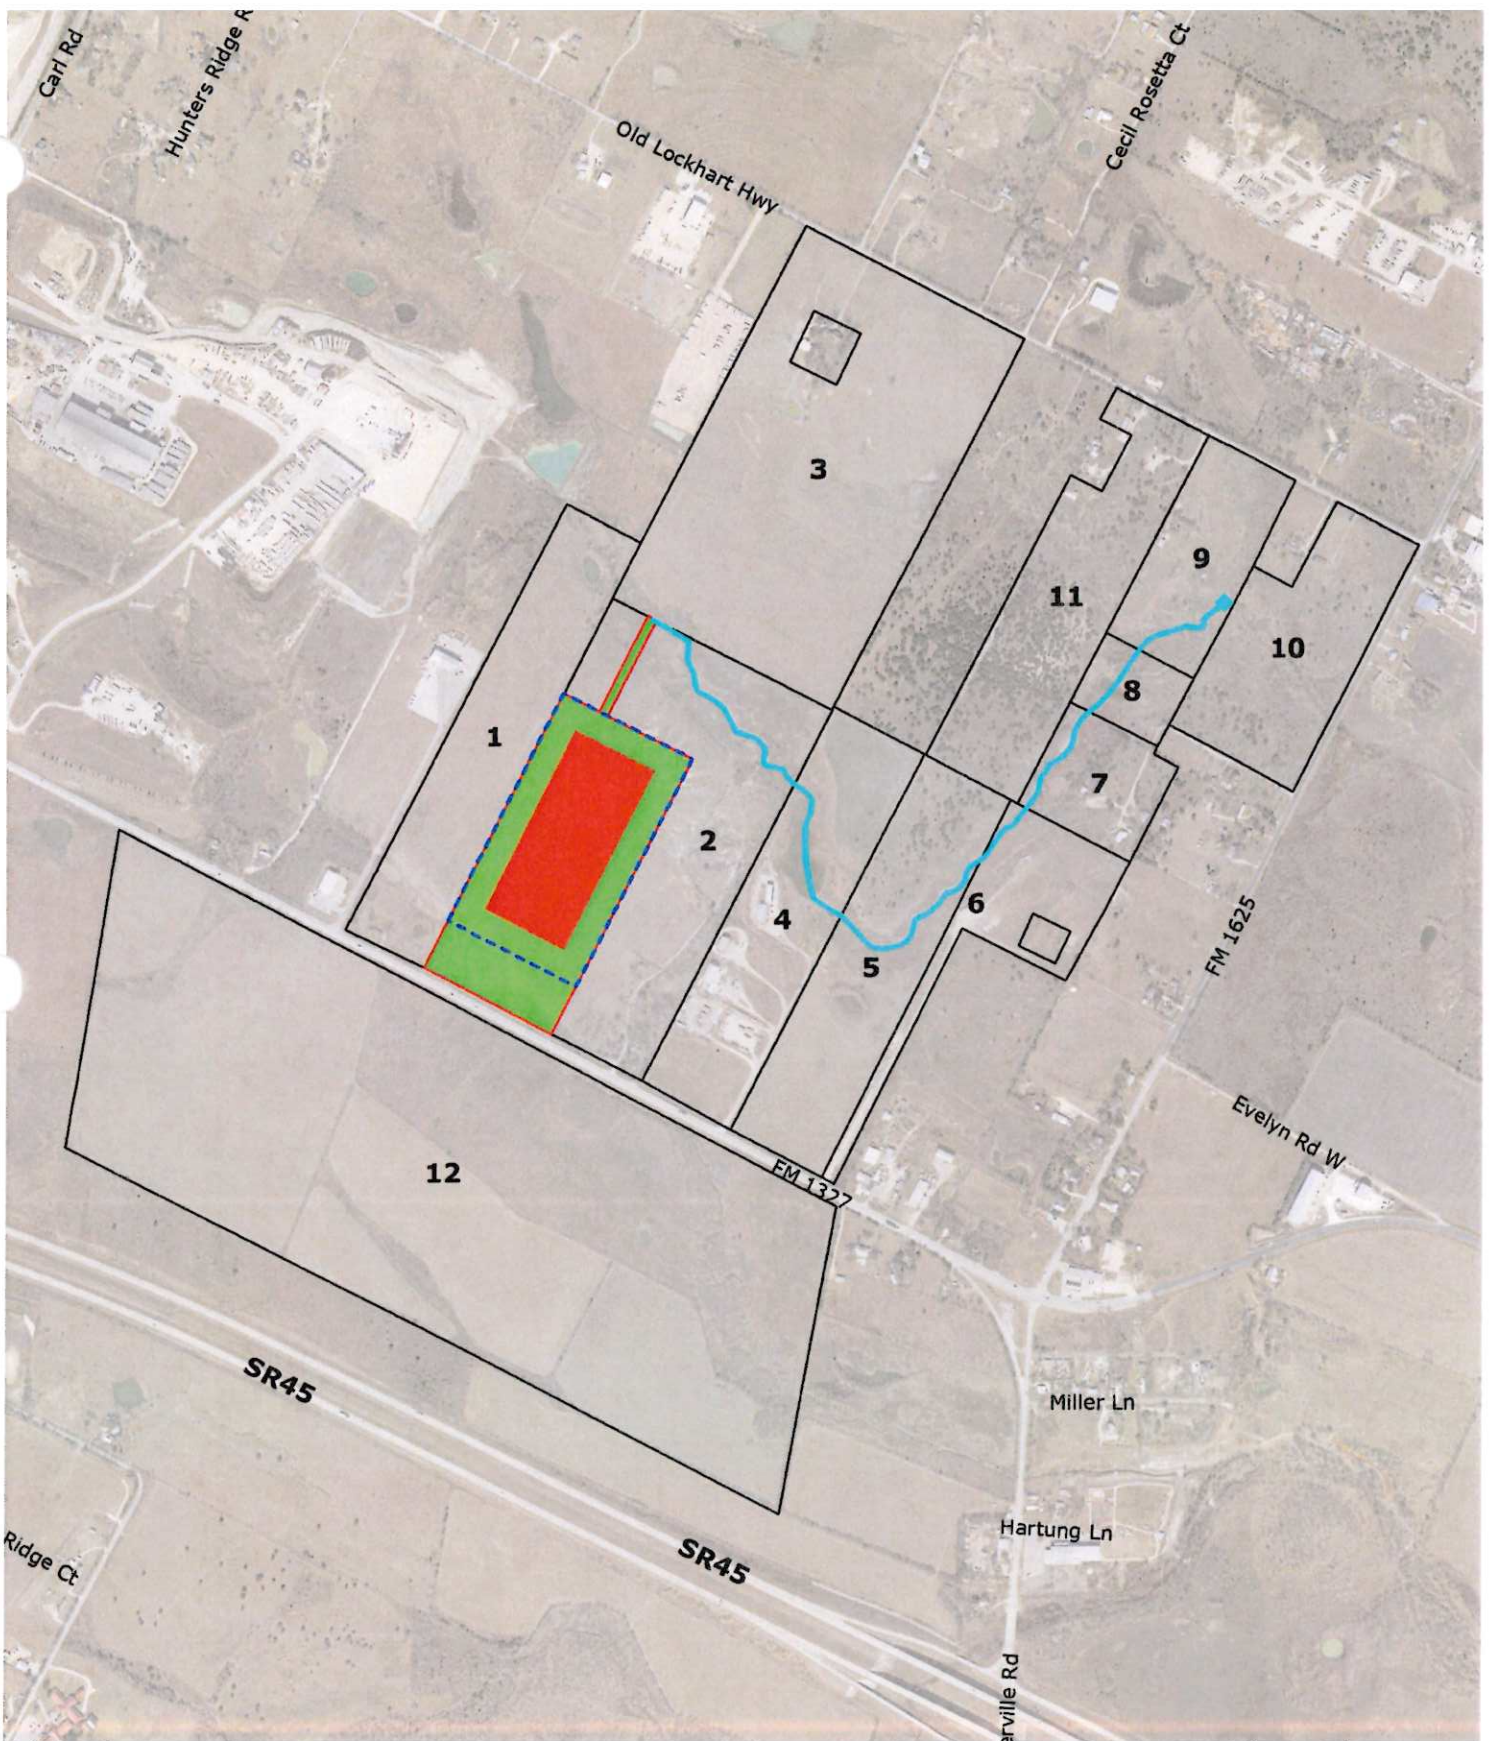 Carl Rd
Hunters Ridge R
Cecil Rosetta Ct
Old Lockhart Hwy
3
9
11
10
8
1
7
2
6
4
5
FM 1625
Evelyn Rd W
12
FM 1327
SR45
Miller Ln
Hartung Ln
SR45
Ridge Ct
erville Rd